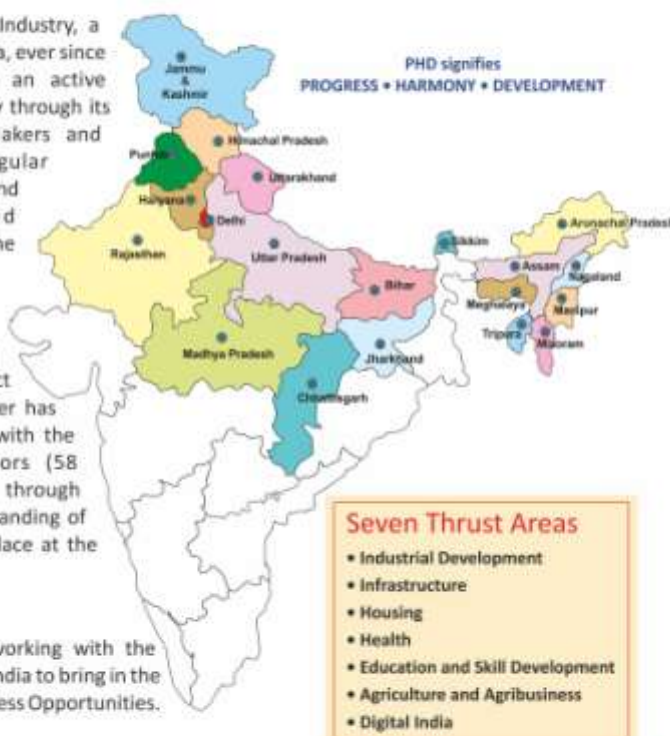 Industry, a
a, ever since
an active
y through its
akers and
gular
nd
d
ne
ct
er has
with the
ors (58
through
anding of
lace at the
working with the
ndia to bring in the
ess Opportunities.
PHD signifies
PROGRESS • HARMONY • DEVELOPMENT
Jammu
&
Kashmir
Himachal Pradesh
Punjab
Uttarakhand
Haryana
Delhi
Rajasthan
Uttar Pradesh
Bihar
Sikkim
Arunachal Pradesh
Assam
Nagaland
Meghalaya
Manipur
Tripura
Mizoram
Madhya Pradesh
Jharkhand
Chhattisgarh
Seven Thrust Areas
• Industrial Development
• Infrastructure
• Housing
• Health
• Education and Skill Development
• Agriculture and Agribusiness
• Digital India